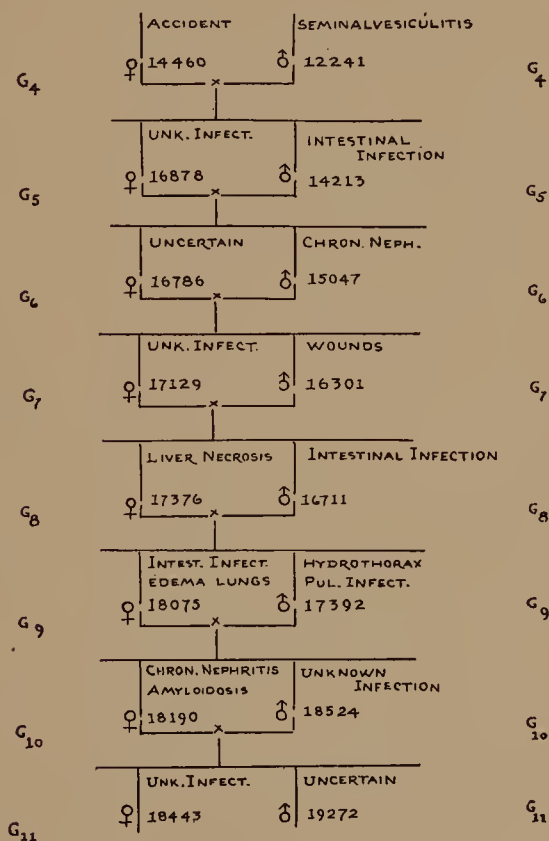 ACCIDENT SEMINALVESICULITIS
♀ 14460 ♂ 12241
G4 × G4
UNK. INFECT. INTESTINAL
INFECTION
♀ 16878 ♂ 14213
G5 × G5
UNCERTAIN CHRON. NEPH.
♀ 16786 ♂ 15047
G6 × G6
UNK. INFECT. WOUNDS
♀ 17129 ♂ 16301
G7 × G7
LIVER NECROSIS INTESTINAL INFECTION
♀ 17376 ♂ 16711
G8 × G8
INTEST. INFECT. HYDROTHORAX
EDEMA LUNGS PUL. INFECT.
♀ 18075 ♂ 17392
G9 × G9
CHRON. NEPHRITIS UNKNOWN
AMYLOIDOSIS INFECTION
♀ 18190 ♂ 18524
G10 × G10
UNK. INFECT. UNCERTAIN
♀ 18443 ♂ 19272
G11 G11